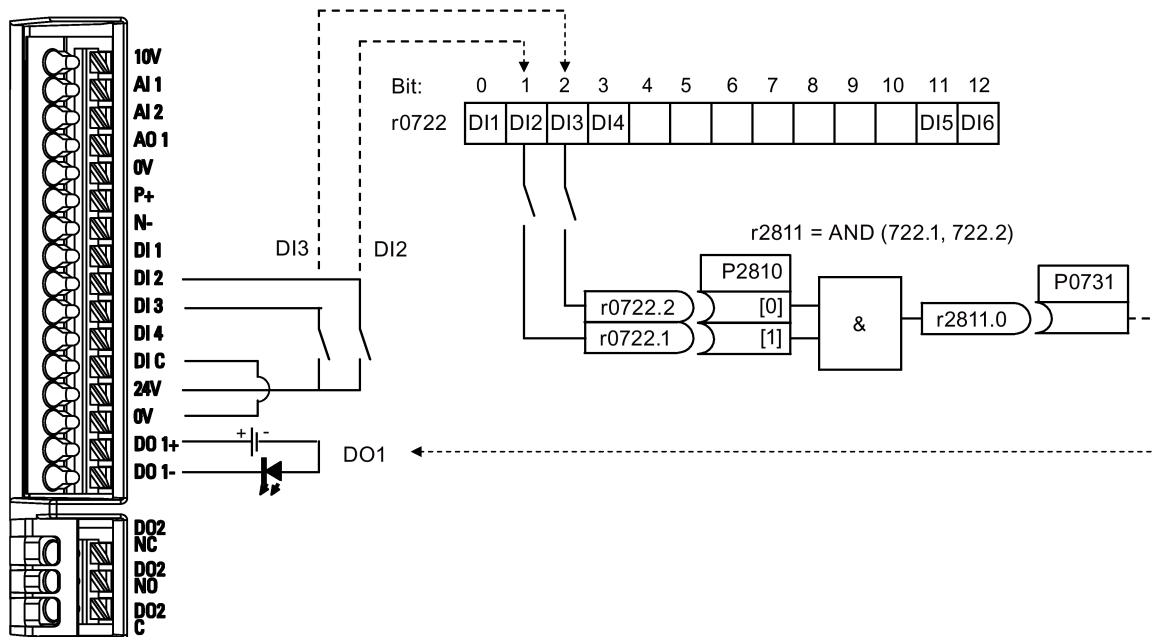 10V
AI 1
AI 2
AO 1
0V
P+
N-
DI 1
DI 2
DI 3
DI 4
DI C
24V
0V
DO 1+
DO 1-
DO2
NC
DO2
NO
DO2
C
DI3 DI2
+ -
DO1
Bit: 0 1 2 3 4 5 6 7 8 9 10 11 12
r0722 DI1 DI2 DI3 DI4 DI5 DI6
r2811 = AND (722.1, 722.2)
P2810
r0722.2 [0]
r0722.1 [1]
&
r2811.0
P0731